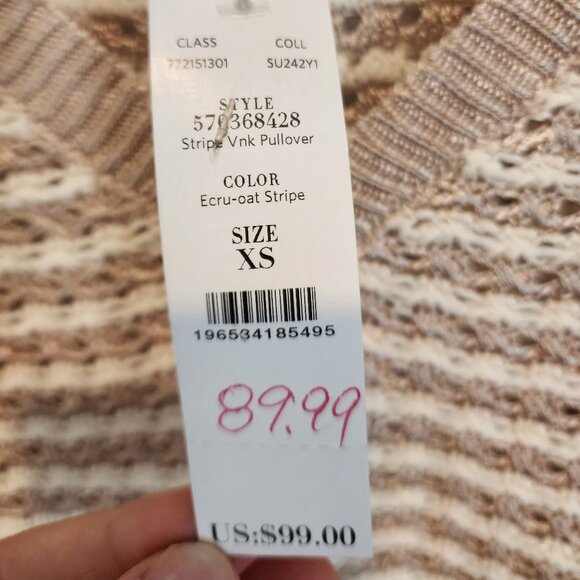 CLASS COLL
772151301 SU242Y1
STYLE
570368428
Stripe Vnk Pullover
COLOR
Ecru-oat Stripe
SIZE
XS
196534185495
89.99
US:$99.00